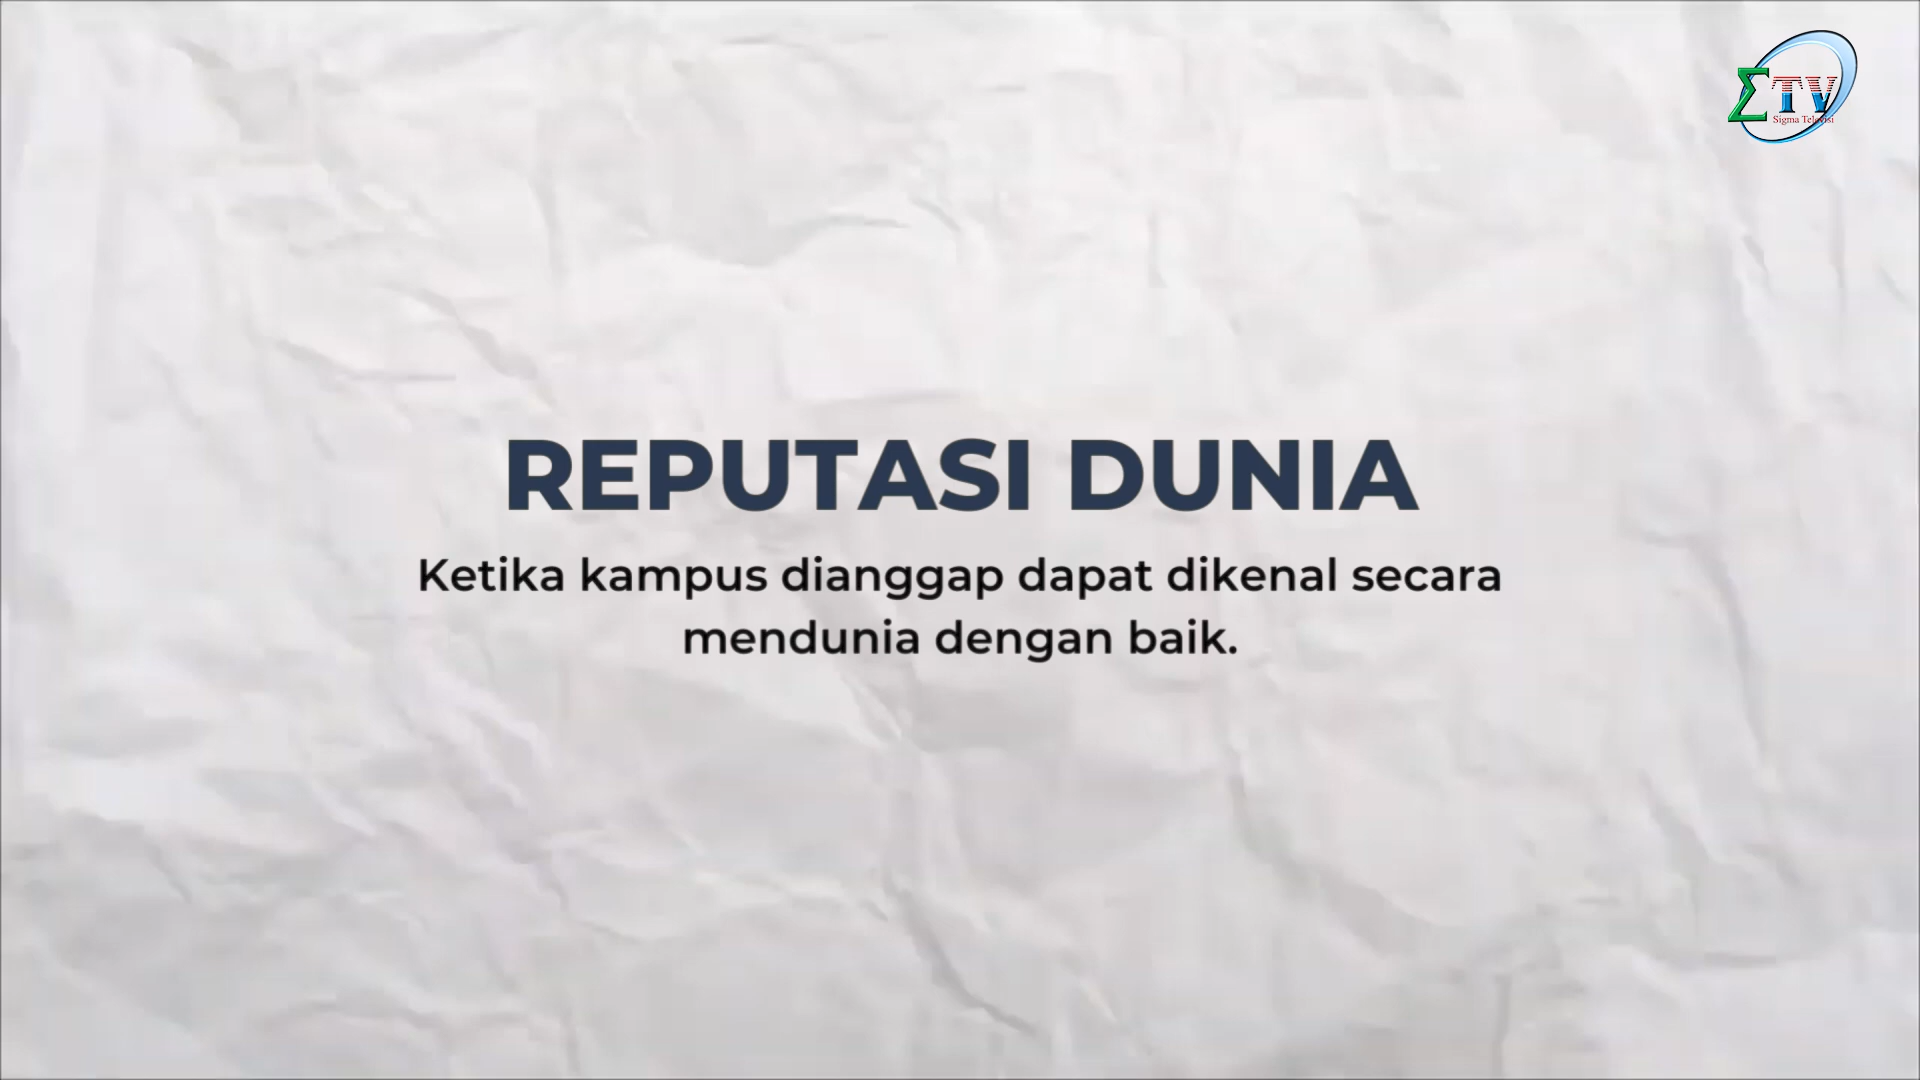 ΣTV
Sigma Televisi
REPUTASI DUNIA
Ketika kampus dianggap dapat dikenal secara
mendunia dengan baik.